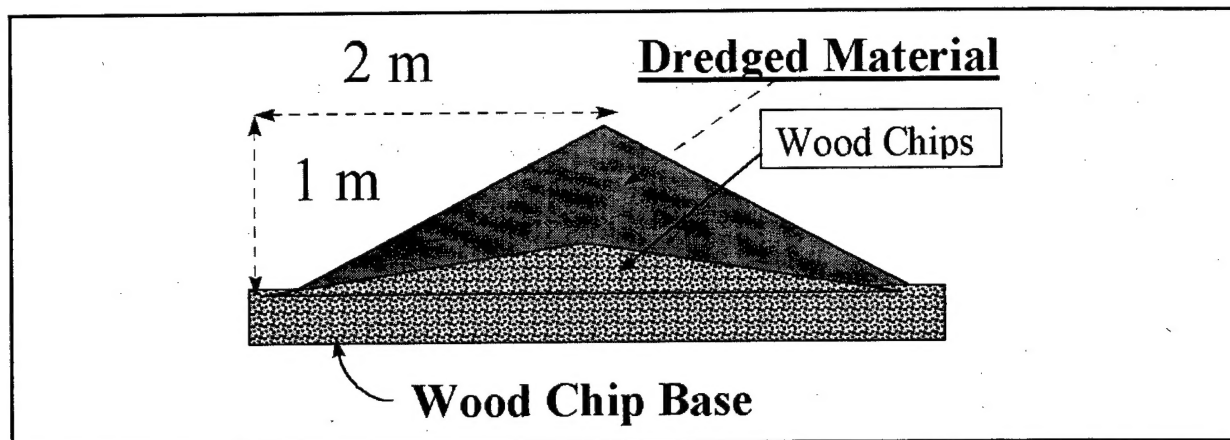 2 m
Dredged Material
Wood Chips
1 m
Wood Chip Base